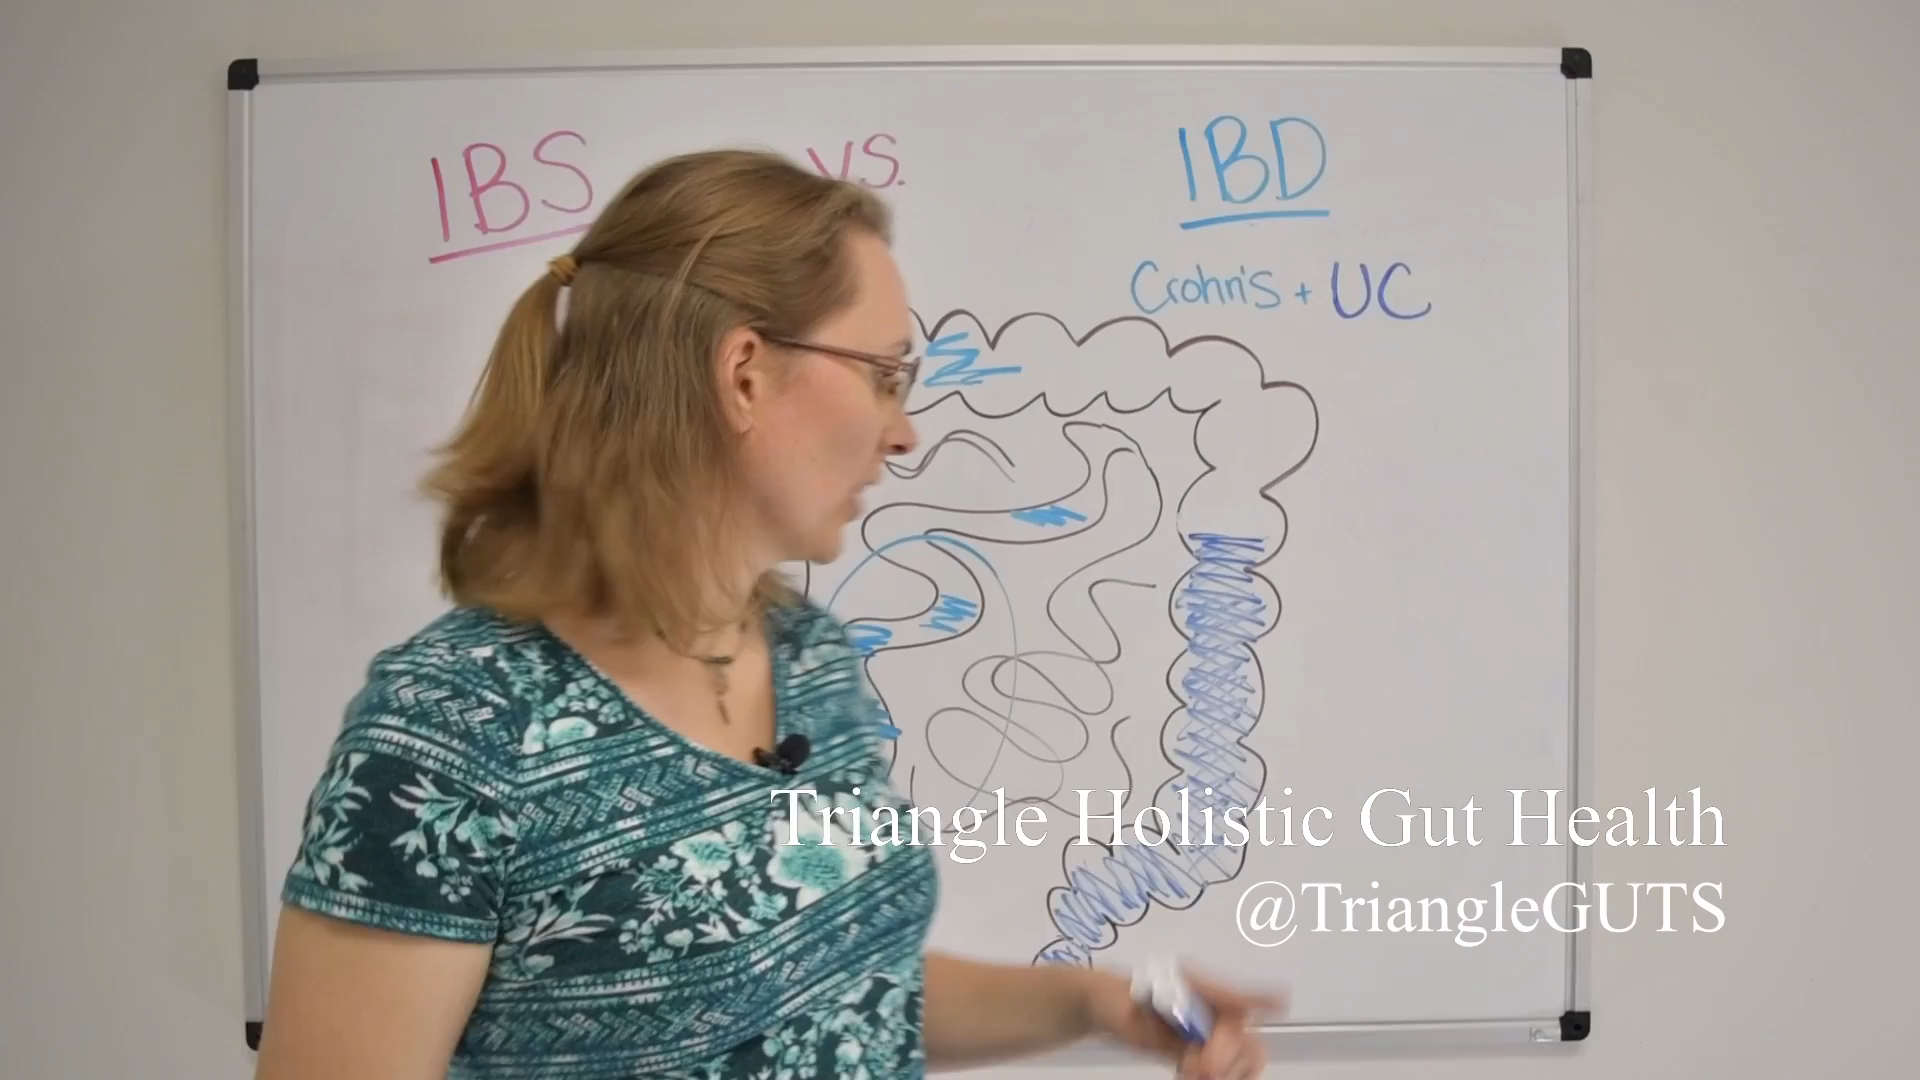 IBS v.s. IBD
Crohn's + UC
Triangle Holistic Gut Health
@TriangleGUTS